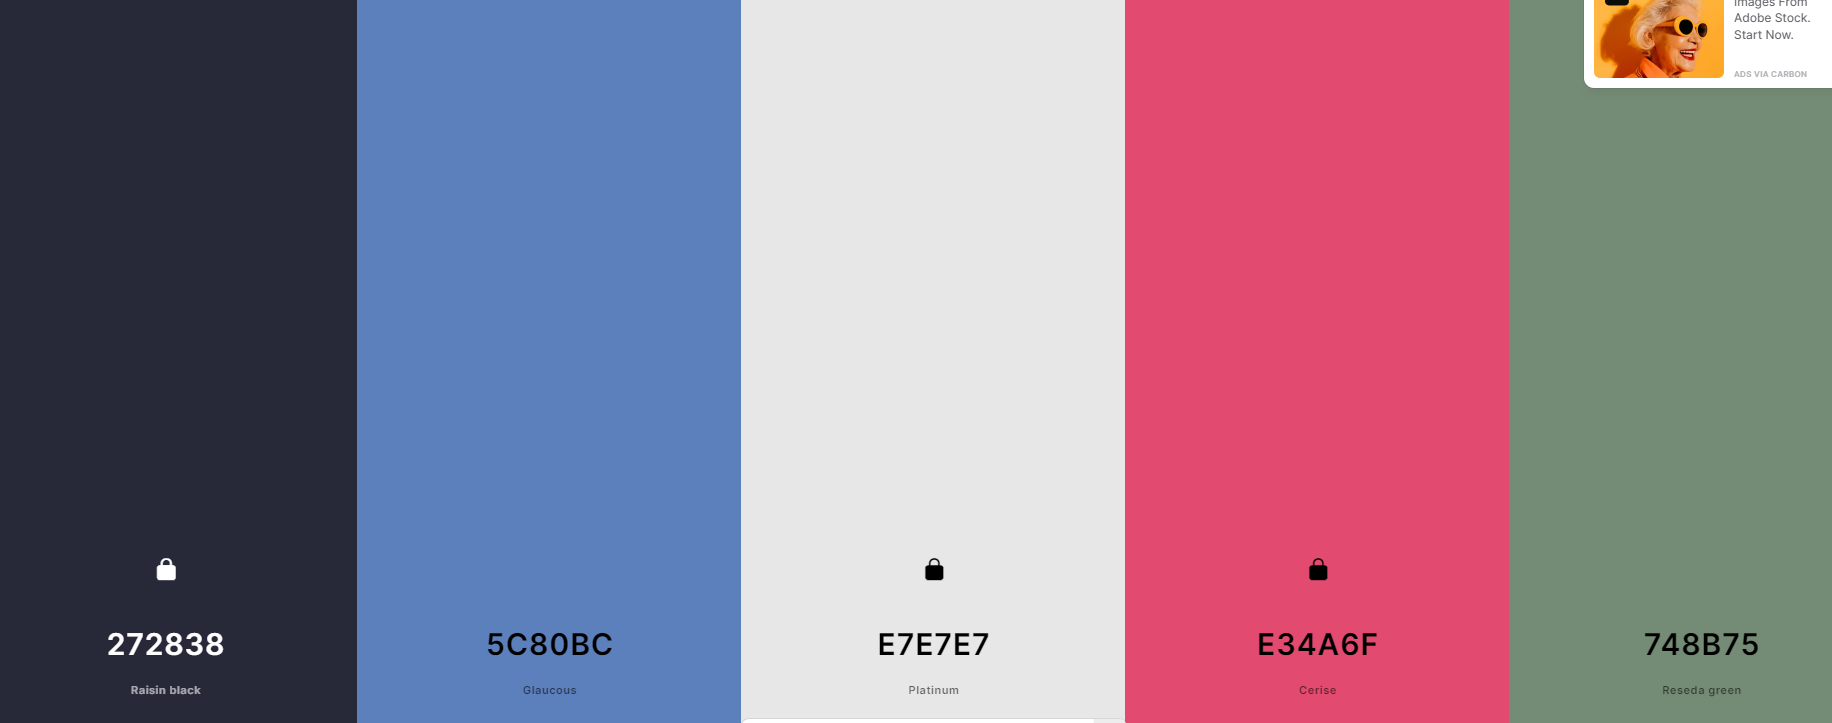 Images From
Adobe Stock.
Start Now.
ADS VIA CARBON
272838
5C80BC
E7E7E7
E34A6F
748B75
Raisin black
Glaucous
Platinum
Cerise
Reseda green